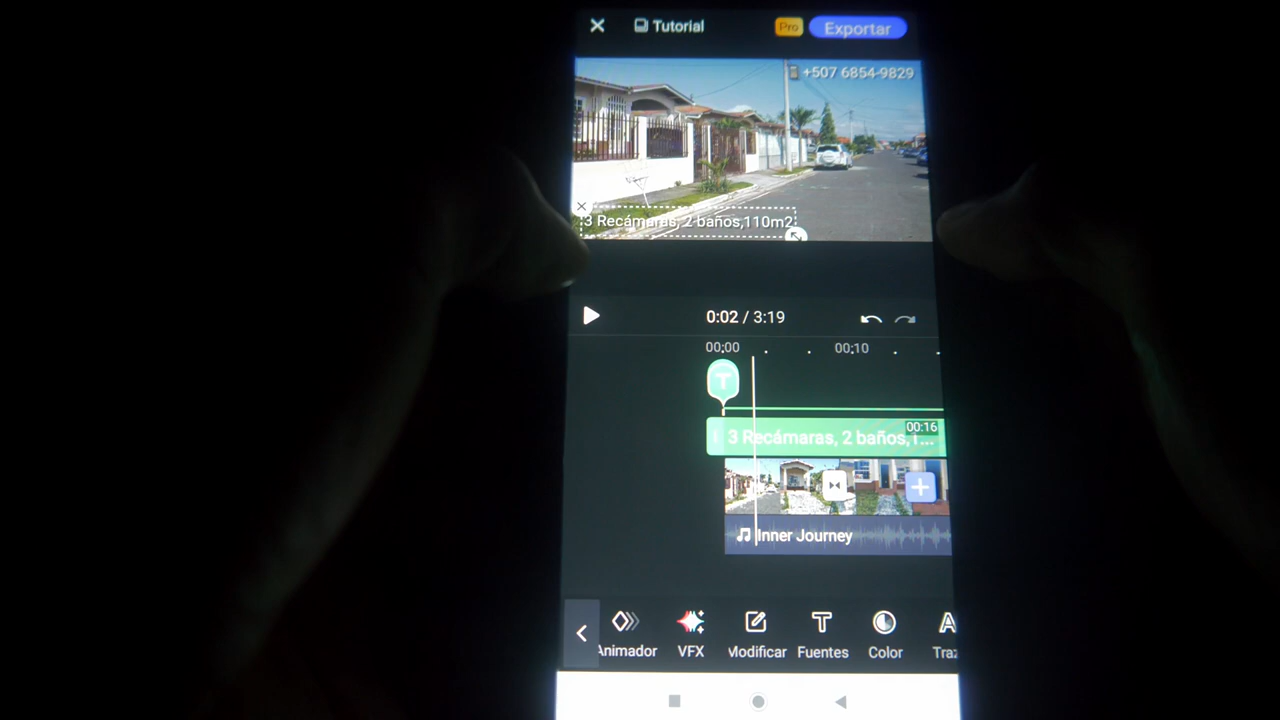 Tutorial
Pro
Exportar
+507 6854-9829
3 Recámaras, 2 baños,110m2
0:02 / 3:19
00:00
00:10
T
00:16
3 Recámaras, 2 baños,1...
Inner Journey
Animador
VFX
Modificar
Fuentes
Color
Traz